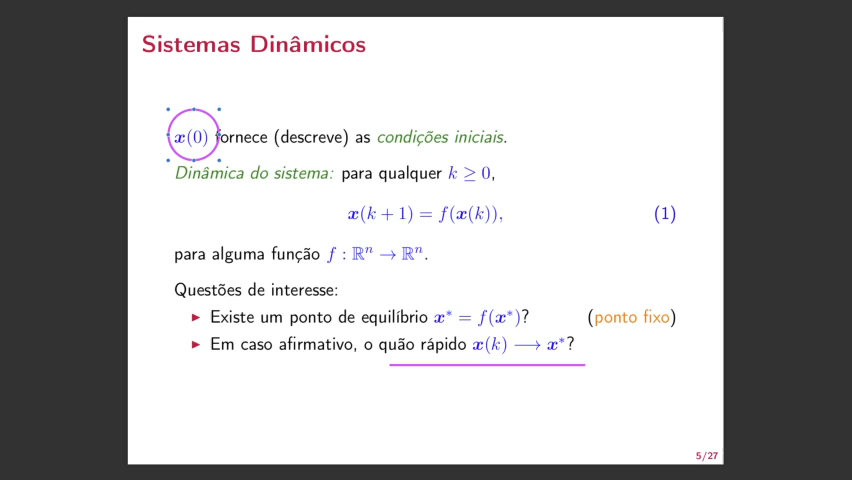 Sistemas Dinâmicos
x(0) fornece (descreve) as condições iniciais.
Dinâmica do sistema: para qualquer k ≥ 0,
x(k + 1) = f(x(k)), (1)
para alguma função f : ℝⁿ → ℝⁿ.
Questões de interesse:
▶ Existe um ponto de equilíbrio x* = f(x*)? (ponto fixo)
▶ Em caso afirmativo, o quão rápido x(k) ⟶ x*?
5/27